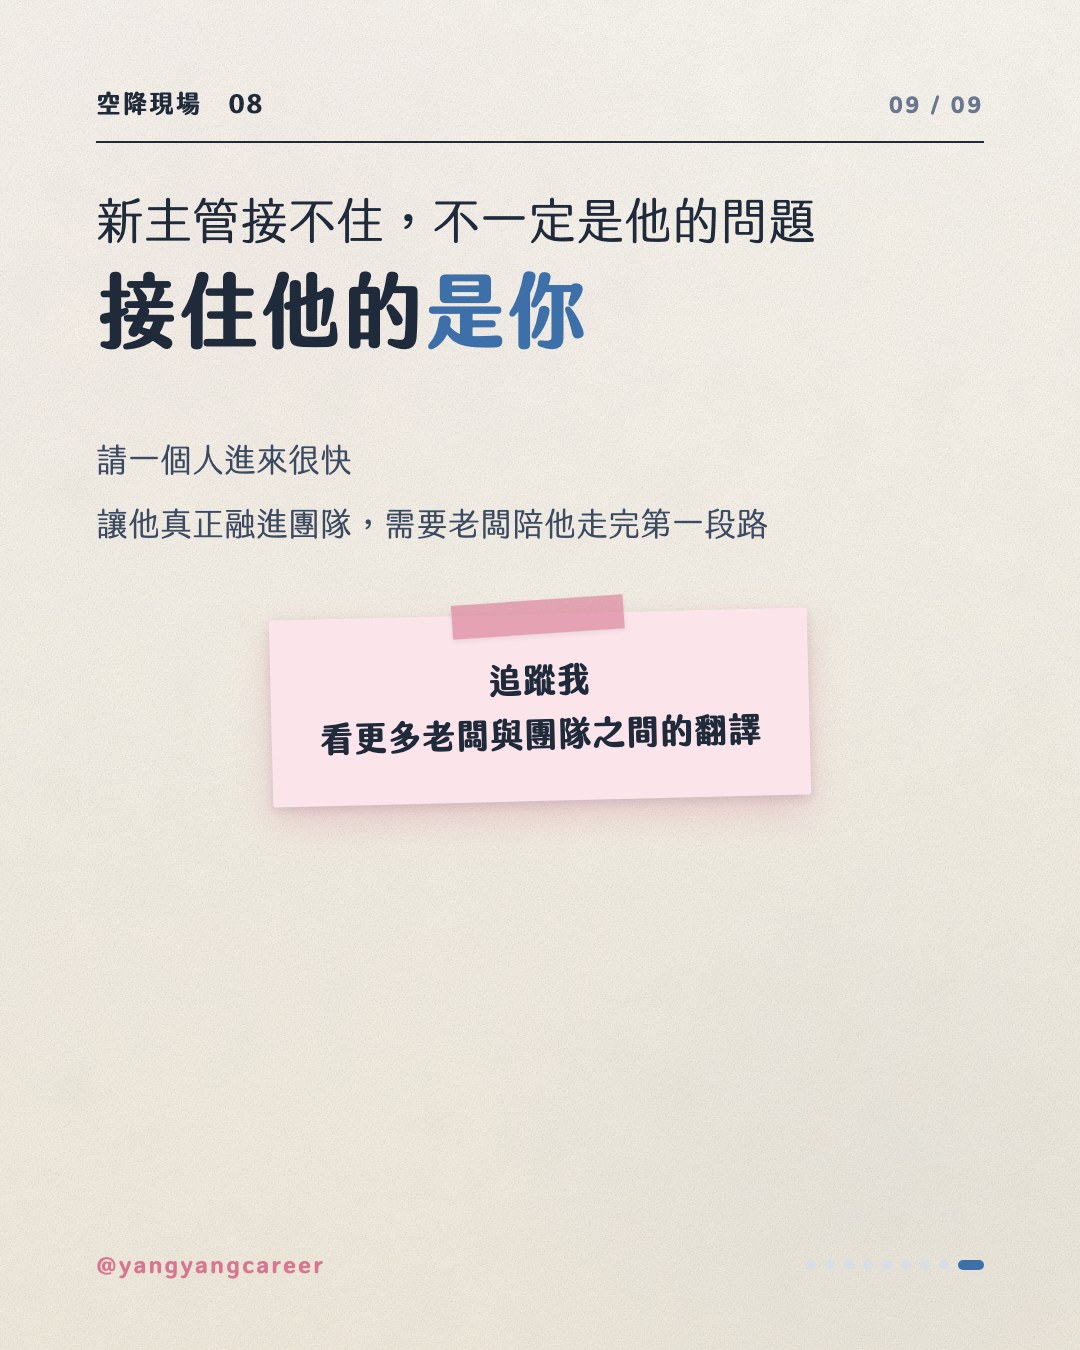 空降現場 08
09 / 09
新主管接不住，不一定是他的問題
接住他的是你
請一個人進來很快
讓他真正融進團隊，需要老闆陪他走完第一段路
追蹤我
看更多老闆與團隊之間的翻譯
@yangyangcareer